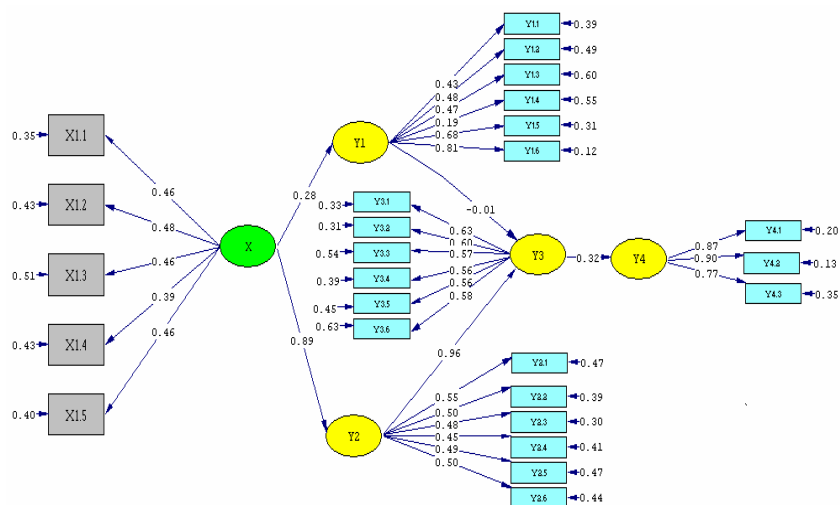 X1.1
X1.2
X1.3
X1.4
X1.5
0.35
0.43
0.51
0.43
0.40
0.46
0.48
0.46
0.39
0.46
X
0.28
0.89
Y1
Y2
0.43
0.48
0.47
0.19
0.68
0.81
Y1.1
Y1.2
Y1.3
Y1.4
Y1.5
Y1.6
0.39
0.49
0.60
0.55
0.31
0.12
-0.01
0.33
0.31
0.54
0.39
0.45
0.63
Y3.1
Y3.2
Y3.3
Y3.4
Y3.5
Y3.6
0.63
0.60
0.57
0.56
0.56
0.58
Y3
0.32
Y4
0.87
0.90
0.77
Y4.1
Y4.2
Y4.3
0.20
0.13
0.35
0.96
0.55
0.50
0.48
0.45
0.49
0.50
Y2.1
Y2.2
Y2.3
Y2.4
Y2.5
Y2.6
0.47
0.39
0.30
0.41
0.47
0.44